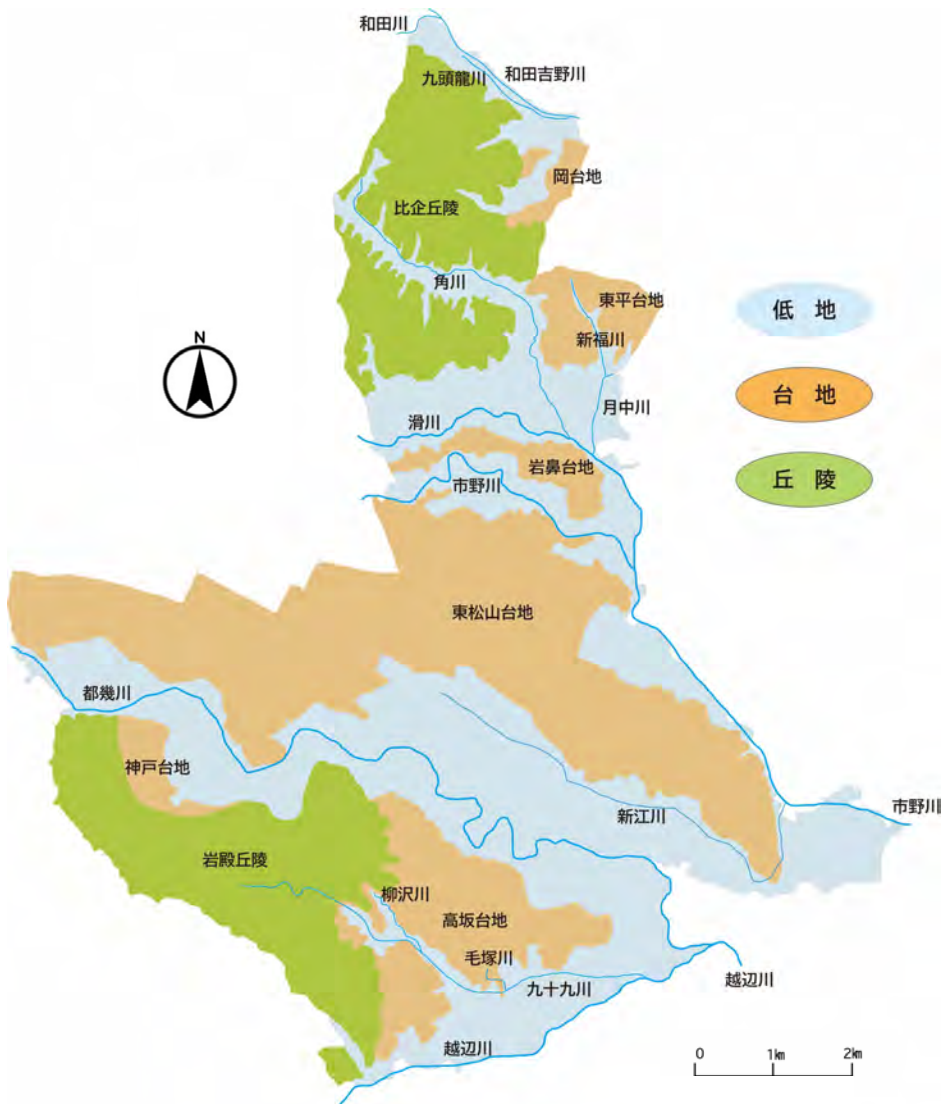 和田川
和田吉野川
九頭龍川
岡台地
比企丘陵
角川
東平台地
新福川
月中川
滑川
岩鼻台地
市野川
東松山台地
都幾川
神戸台地
新江川
市野川
岩殿丘陵
柳沢川
高坂台地
毛塚川
九十九川
越辺川
越辺川
N
低地
台地
丘陵
0 1km 2km